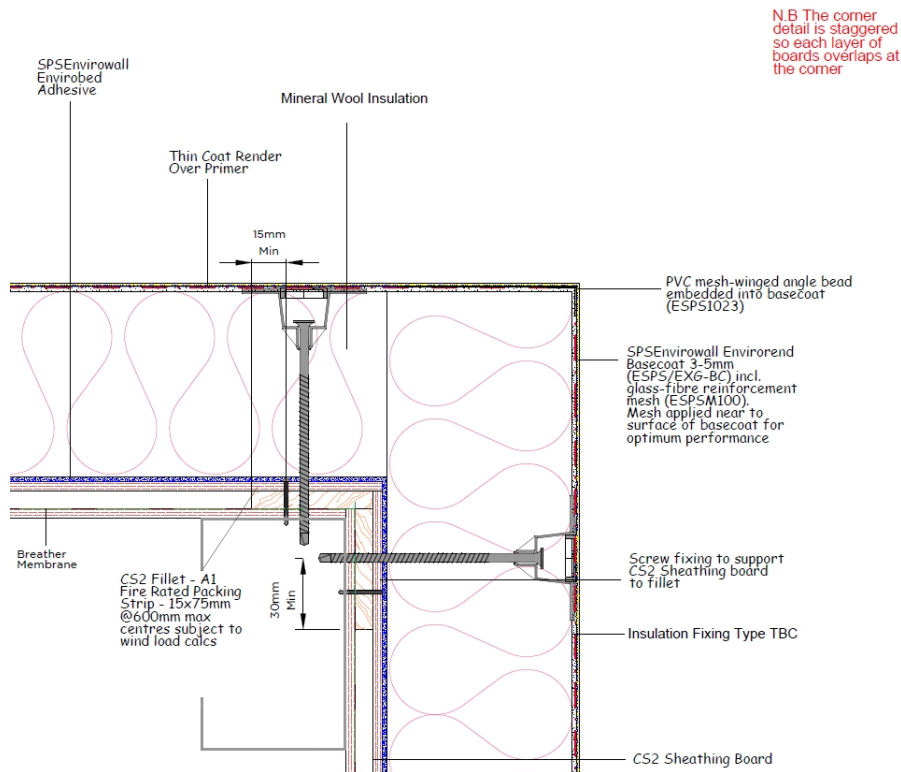 N.B The corner
detail is staggered
so each layer of
boards overlaps at
the corner
SPSEnvirowall
Envirobed
Adhesive
Mineral Wool Insulation
Thin Coat Render
Over Primer
15mm
Min
PVC mesh-winged angle bead
embedded into basecoat
(ESPS1023)
SPSEnvirowall Envirorend
Basecoat 3-5mm
(ESPS/EXG-BC) incl.
glass-fibre reinforcement
mesh (ESPSM100).
Mesh applied near to
surface of basecoat for
optimum performance
Breather
Membrane
CS2 Fillet - A1
Fire Rated Packing
Strip - 15x75mm
@600mm max
centres subject to
wind load calcs
30mm
Min
Screw fixing to support
CS2 Sheathing board
to fillet
Insulation Fixing Type TBC
CS2 Sheathing Board